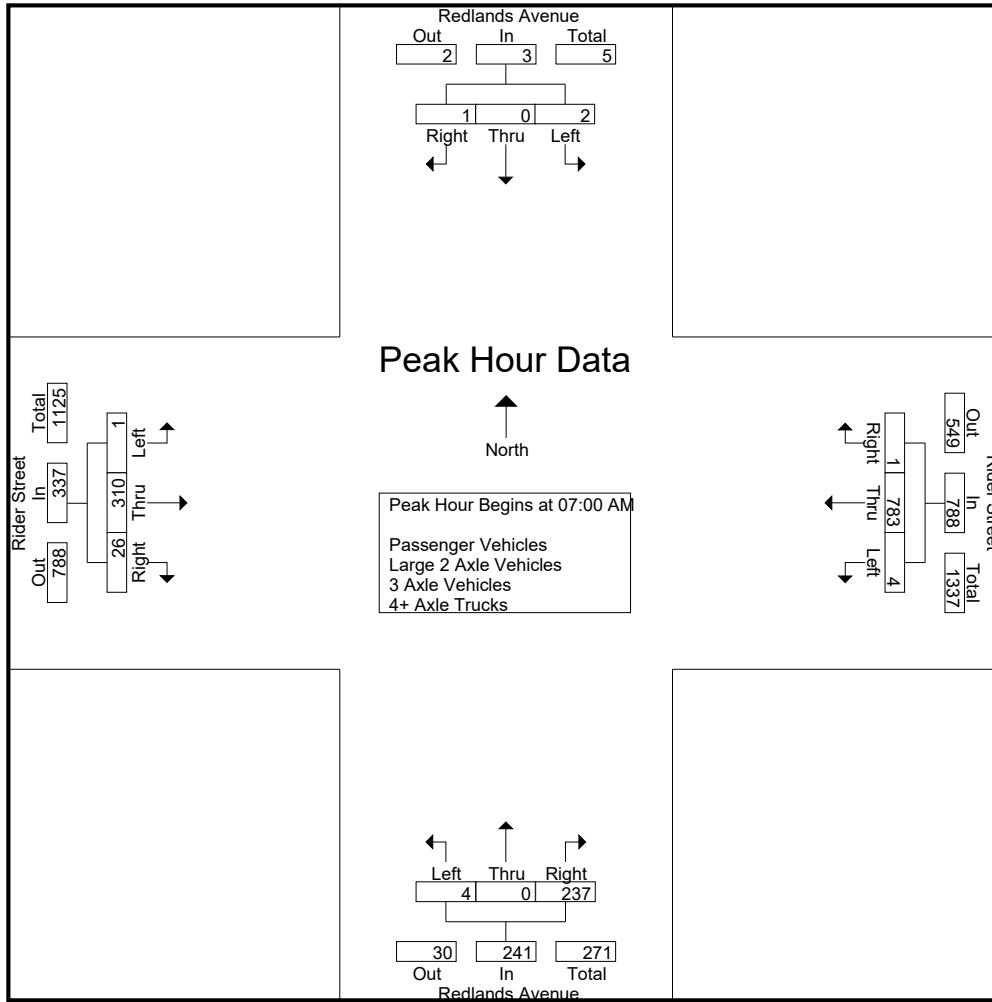 Redlands Avenue
Out In Total
2 3 5
1 0 2
Right Thru Left
Peak Hour Data
North
Peak Hour Begins at 07:00 AM
Passenger Vehicles
Large 2 Axle Vehicles
3 Axle Vehicles
4+ Axle Trucks
Rider Street
Out In Total
788 337 1125
26 310 1
Right Thru Left
Rider Street
Out In Total
549 788 1337
1 783 4
Right Thru Left
Left Thru Right
4 0 237
30 241 271
Out In Total
Redlands Avenue